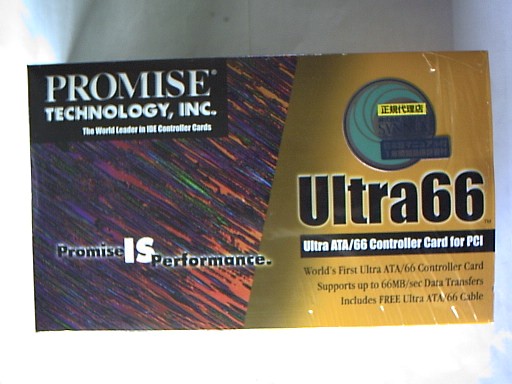 PROMISE®
TECHNOLOGY, INC.
The World Leader in IDE Controller Cards
正規代理店
Ultra66™
Ultra ATA/66 Controller Card for PCI
Promise IS Performance.
World's First Ultra ATA/66 Controller Card
Supports up to 66MB/sec Data Transfers
Includes FREE Ultra ATA/66 Cable